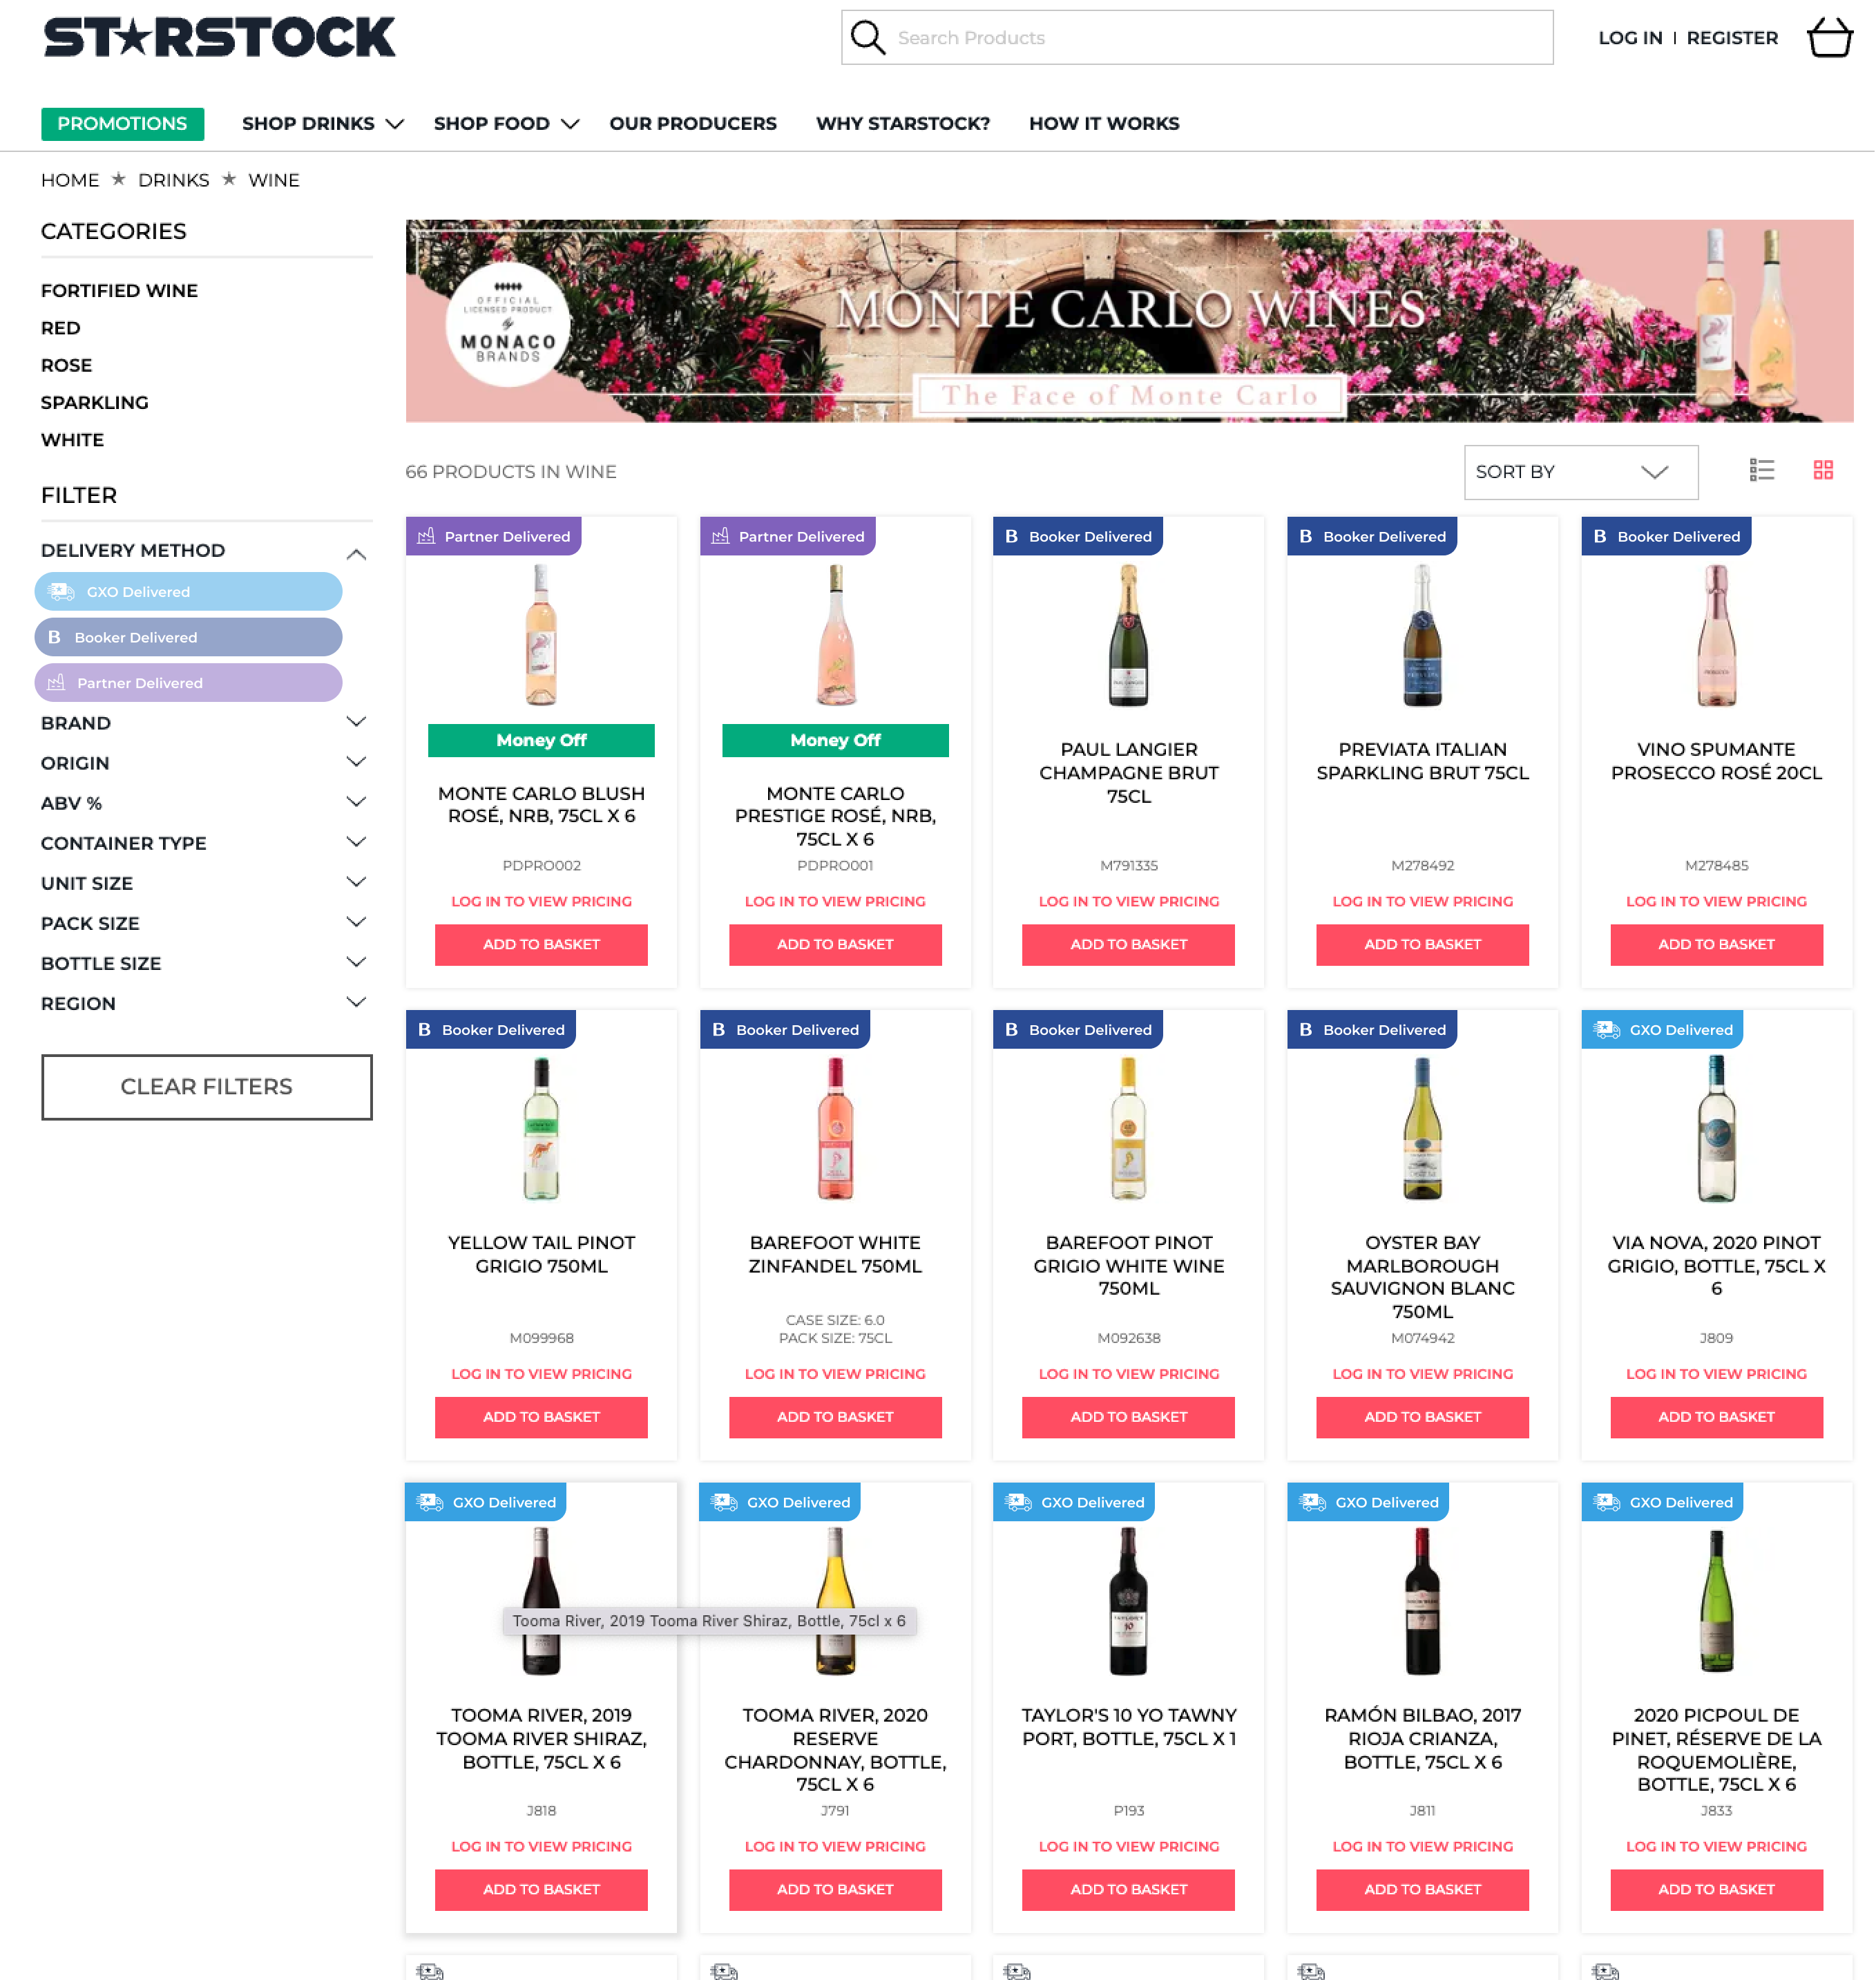 ST★RSTOCK
Search Products
LOG IN | REGISTER
PROMOTIONS
SHOP DRINKS
SHOP FOOD
OUR PRODUCERS
WHY STARSTOCK?
HOW IT WORKS
HOME ★ DRINKS ★ WINE
CATEGORIES
FORTIFIED WINE
RED
ROSE
SPARKLING
WHITE
FILTER
DELIVERY METHOD
GXO Delivered
B Booker Delivered
Partner Delivered
BRAND
ORIGIN
ABV %
CONTAINER TYPE
UNIT SIZE
PACK SIZE
BOTTLE SIZE
REGION
CLEAR FILTERS
OFFICIAL
LICENSED PRODUCT
by
MONACO
BRANDS
MONTE CARLO WINES
The Face of Monte Carlo
66 PRODUCTS IN WINE
SORT BY
Partner Delivered
Money Off
MONTE CARLO BLUSH
ROSÉ, NRB, 75CL X 6
PDPRO002
LOG IN TO VIEW PRICING
ADD TO BASKET
Partner Delivered
Money Off
MONTE CARLO
PRESTIGE ROSÉ, NRB,
75CL X 6
PDPRO001
LOG IN TO VIEW PRICING
ADD TO BASKET
B Booker Delivered
PAUL LANGIER
CHAMPAGNE BRUT
75CL
M791335
LOG IN TO VIEW PRICING
ADD TO BASKET
B Booker Delivered
PREVIATA ITALIAN
SPARKLING BRUT 75CL
M278492
LOG IN TO VIEW PRICING
ADD TO BASKET
B Booker Delivered
PROSECCO
VINO SPUMANTE
PROSECCO ROSÉ 20CL
M278485
LOG IN TO VIEW PRICING
ADD TO BASKET
B Booker Delivered
YELLOW TAIL PINOT
GRIGIO 750ML
M099968
LOG IN TO VIEW PRICING
ADD TO BASKET
B Booker Delivered
BAREFOOT WHITE
ZINFANDEL 750ML
CASE SIZE: 6.0
PACK SIZE: 75CL
LOG IN TO VIEW PRICING
ADD TO BASKET
B Booker Delivered
BAREFOOT PINOT
GRIGIO WHITE WINE
750ML
M092638
LOG IN TO VIEW PRICING
ADD TO BASKET
B Booker Delivered
OYSTER BAY
MARLBOROUGH
SAUVIGNON BLANC
750ML
M074942
LOG IN TO VIEW PRICING
ADD TO BASKET
GXO Delivered
VIA NOVA, 2020 PINOT
GRIGIO, BOTTLE, 75CL X
6
J809
LOG IN TO VIEW PRICING
ADD TO BASKET
GXO Delivered
Tooma River, 2019 Tooma River Shiraz, Bottle, 75cl x 6
TOOMA RIVER, 2019
TOOMA RIVER SHIRAZ,
BOTTLE, 75CL X 6
J818
LOG IN TO VIEW PRICING
ADD TO BASKET
GXO Delivered
TOOMA RIVER, 2020
RESERVE
CHARDONNAY, BOTTLE,
75CL X 6
J791
LOG IN TO VIEW PRICING
ADD TO BASKET
GXO Delivered
TAYLOR'S
10
TAYLOR'S 10 YO TAWNY
PORT, BOTTLE, 75CL X 1
P193
LOG IN TO VIEW PRICING
ADD TO BASKET
GXO Delivered
RAMÓN BILBAO, 2017
RIOJA CRIANZA,
BOTTLE, 75CL X 6
J811
LOG IN TO VIEW PRICING
ADD TO BASKET
GXO Delivered
2020 PICPOUL DE
PINET, RÉSERVE DE LA
ROQUEMOLIÈRE,
BOTTLE, 75CL X 6
J833
LOG IN TO VIEW PRICING
ADD TO BASKET